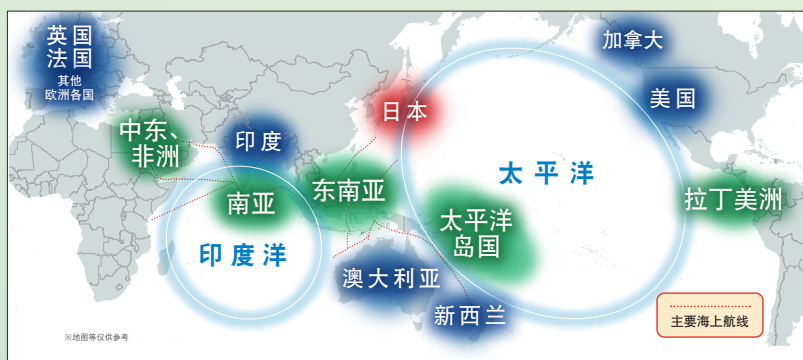 英国
法国
其他
欧洲各国
加拿大
美国
日本
中东、
非洲
印度
太平洋
南亚
东南亚
拉丁美洲
太平洋
岛国
印度洋
澳大利亚
新西兰
主要海上航线
※地图等仅供参考